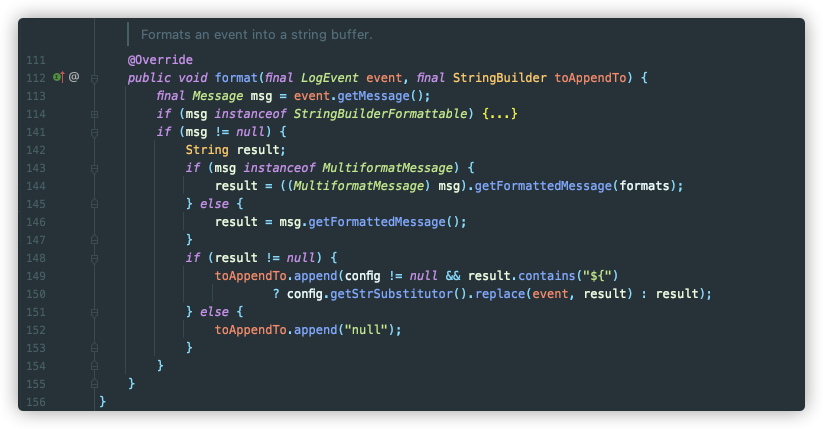 Formats an event into a string buffer.
111 @Override
112 @ public void format(final LogEvent event, final StringBuilder toAppendTo) {
113 final Message msg = event.getMessage();
114 if (msg instanceof StringBuilderFormattable) {...}
141 if (msg != null) {
142 String result;
143 if (msg instanceof MultiformatMessage) {
144 result = ((MultiformatMessage) msg).getFormattedMessage(formats);
145 } else {
146 result = msg.getFormattedMessage();
147 }
148 if (result != null) {
149 toAppendTo.append(config != null && result.contains("${")
150 ? config.getStrSubstitutor().replace(event, result) : result);
151 } else {
152 toAppendTo.append("null");
153 }
154 }
155 }
156 }